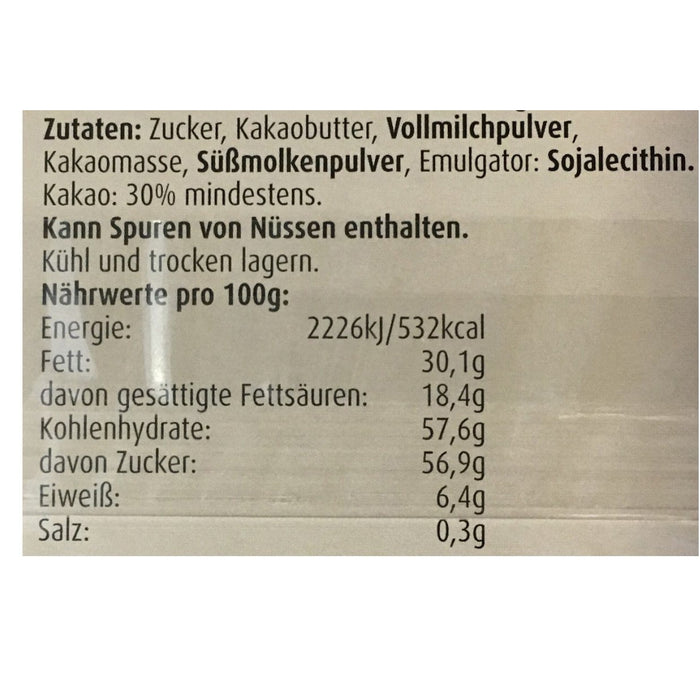 Zutaten: Zucker, Kakaobutter, Vollmilchpulver,
Kakaomasse, Süßmolkenpulver, Emulgator: Sojalecithin.
Kakao: 30% mindestens.
Kann Spuren von Nüssen enthalten.
Kühl und trocken lagern.
Nährwerte pro 100g:
Energie: 2226kJ/532kcal
Fett: 30,1g
davon gesättigte Fettsäuren: 18,4g
Kohlenhydrate: 57,6g
davon Zucker: 56,9g
Eiweiß: 6,4g
Salz: 0,3g